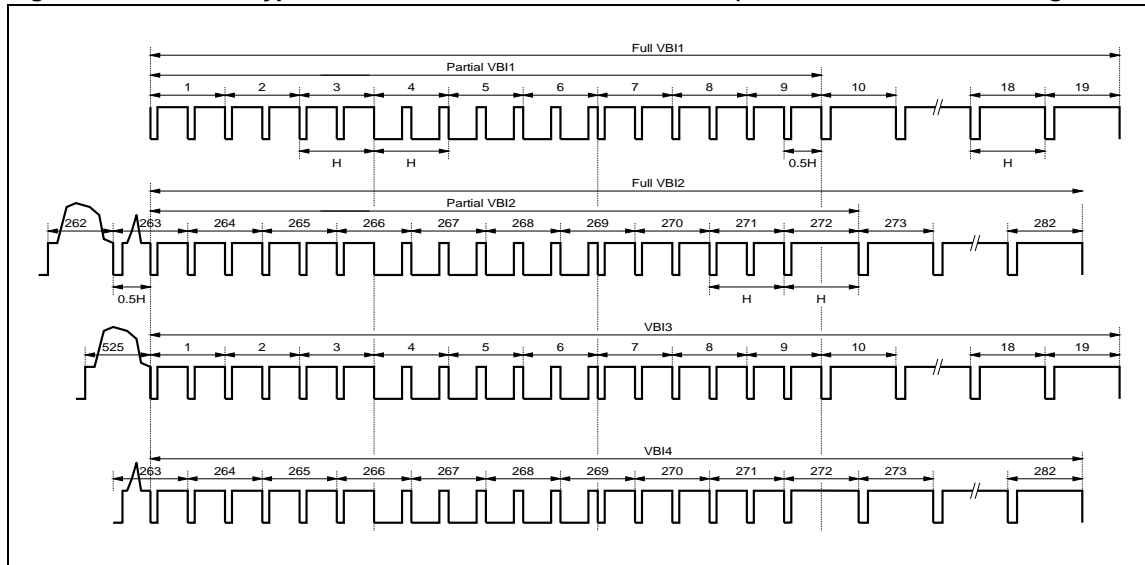 Full VBI1
Partial VBI1
1 2 3 4 5 6 7 8 9 10 18 19
H H 0.5H H
Full VBI2
Partial VBI2
262 263 264 265 266 267 268 269 270 271 272 273 282
0.5H H H
VBI3
525 1 2 3 4 5 6 7 8 9 10 18 19
VBI4
263 264 265 266 267 268 269 270 271 272 273 282